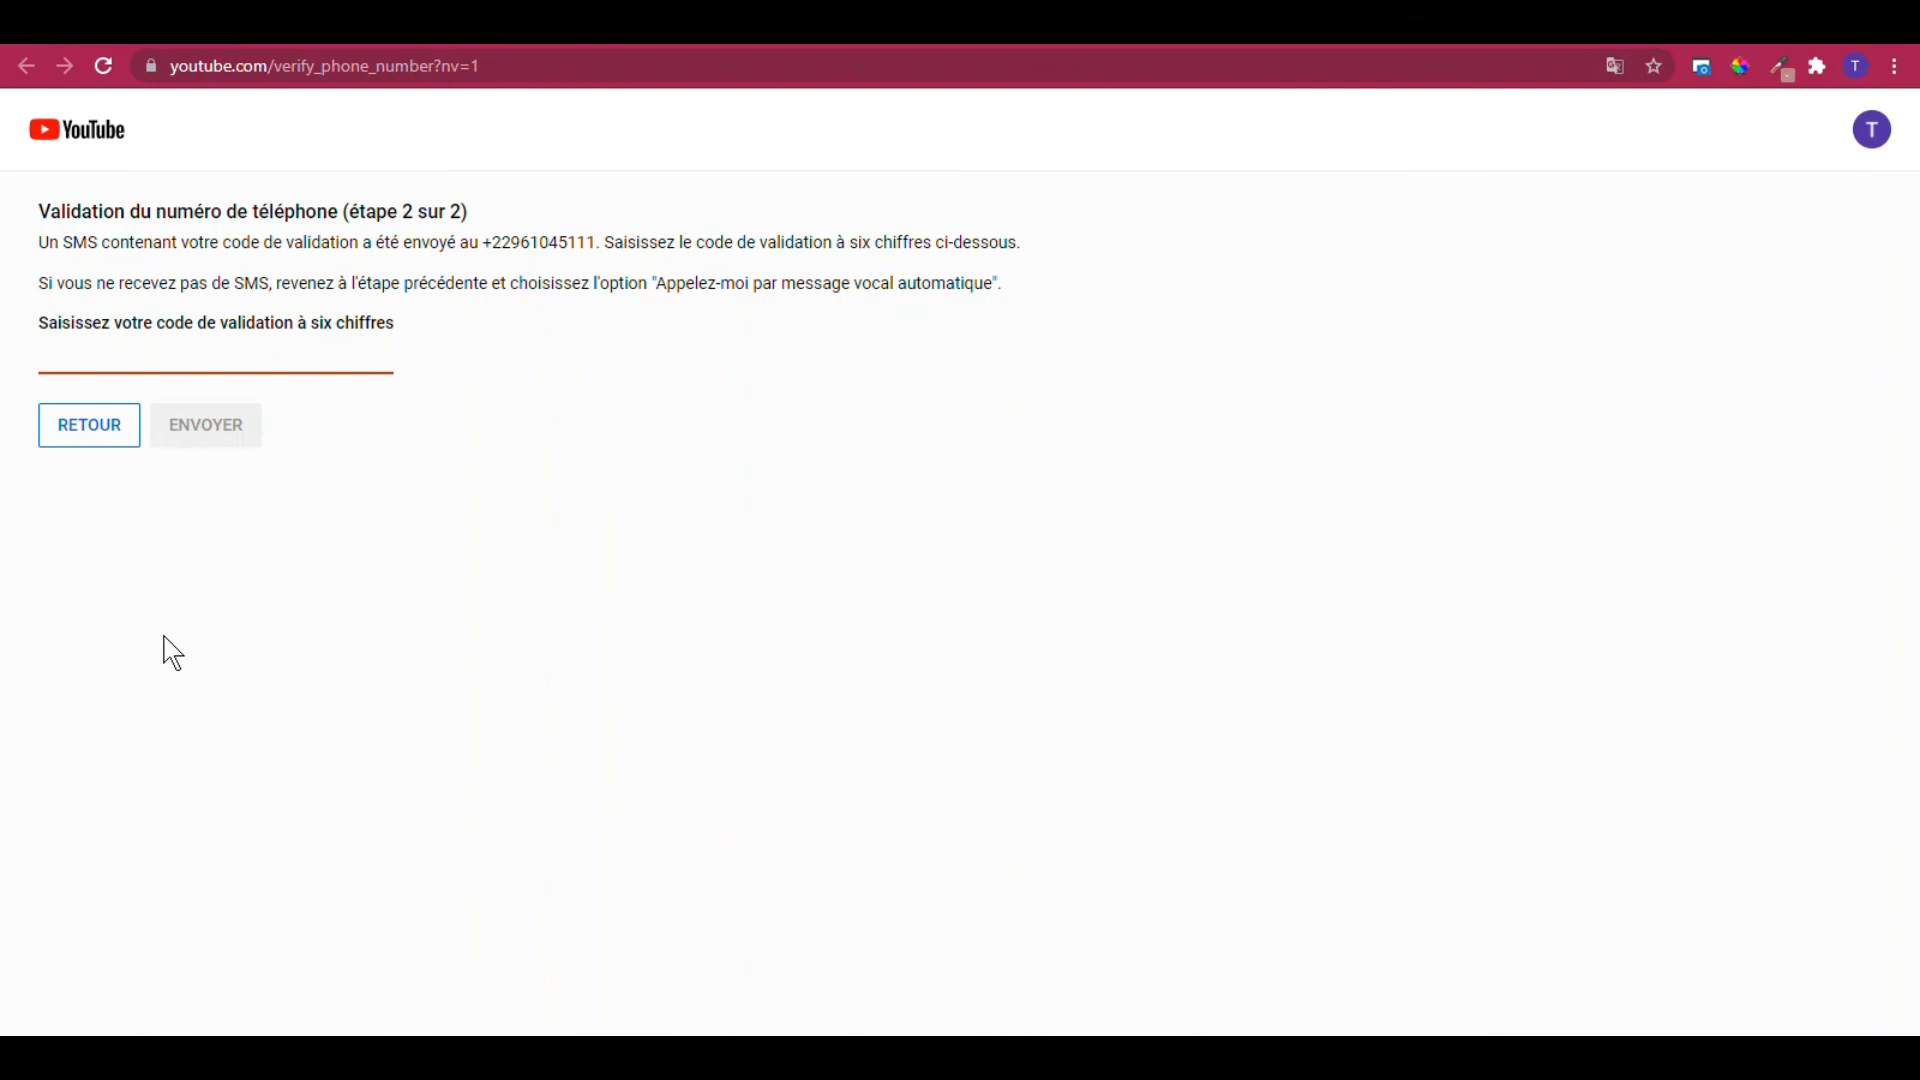 youtube.com/verify_phone_number?nv=1
T
YouTube
T
Validation du numéro de téléphone (étape 2 sur 2)
Un SMS contenant votre code de validation a été envoyé au +22961045111. Saisissez le code de validation à six chiffres ci-dessous.
Si vous ne recevez pas de SMS, revenez à l'étape précédente et choisissez l'option "Appelez-moi par message vocal automatique".
Saisissez votre code de validation à six chiffres
RETOUR ENVOYER